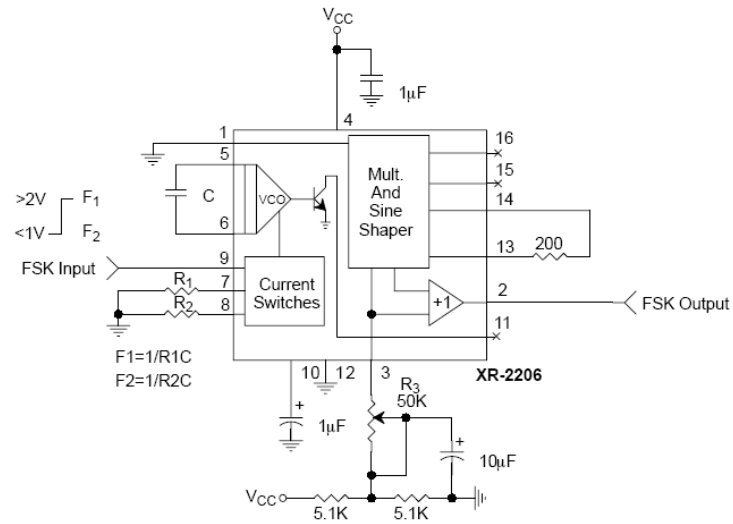 VCC
1μF
4
1
16
5
15
Mult.
And
Sine
Shaper
14
C
VCO
>2V
F1
<1V
F2
6
13
200
FSK Input
9
R1
7
Current
Switches
R2
8
+1
2
FSK Output
11
F1=1/R1C
F2=1/R2C
10
12
3
XR-2206
R3
50K
+
1μF
+
10μF
VCC
5.1K
5.1K